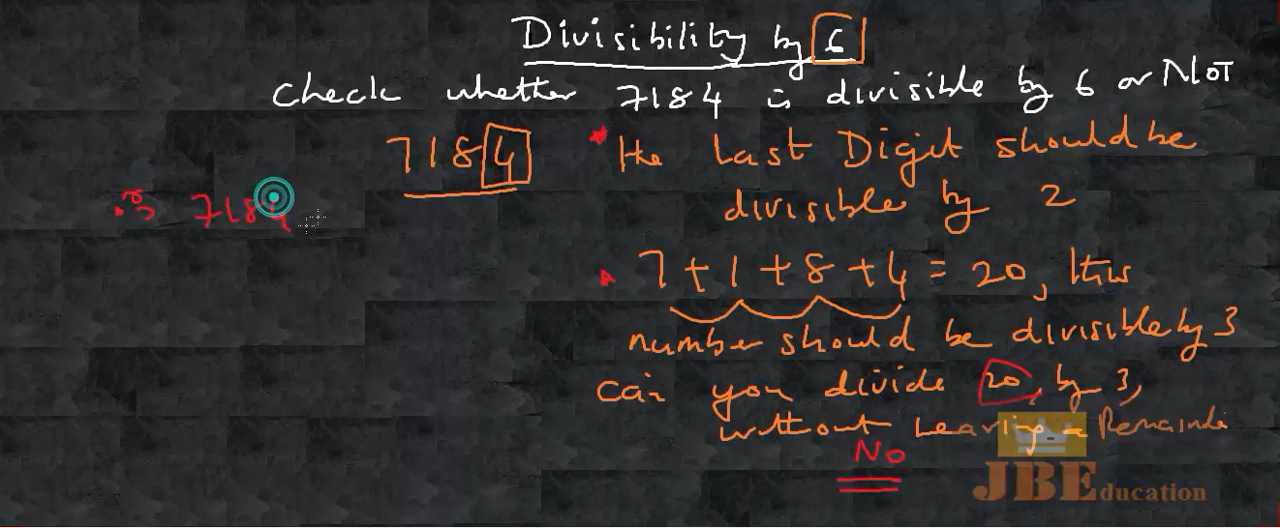 Divisibility by 6
Check whether 7184 is divisible by 6 or NOT
7184
* the Last Digit should be
divisible by 2
∴ 7184
7+1+8+4 = 20, this
number should be divisible by 3
can you divide 20, by 3,
without Leaving a Remainde
No
JBEducation